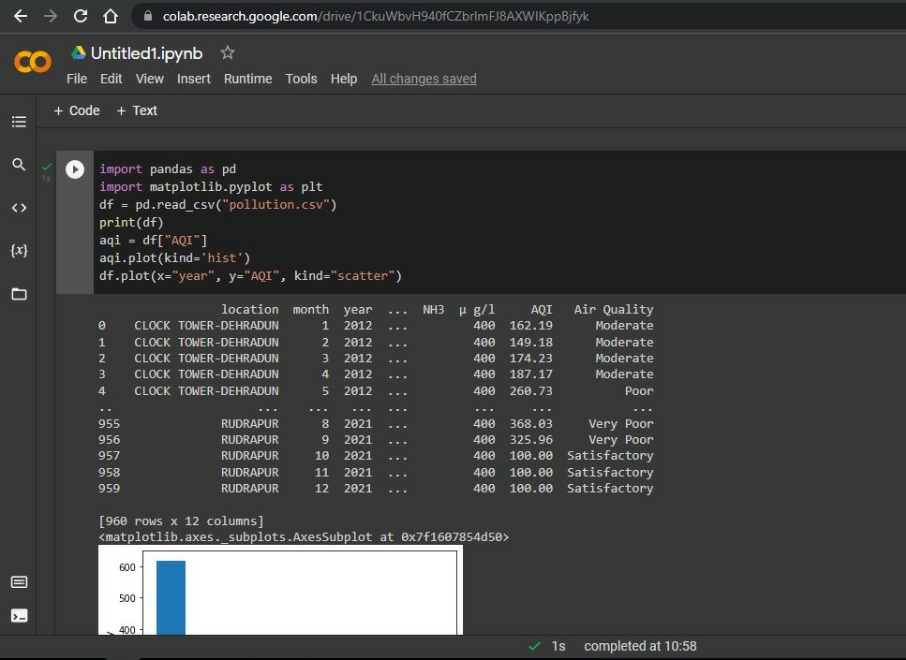 colab.research.google.com/drive/1CkuWbvH940fCZbrImFJ8AXWIKppBjfyk
Untitled1.ipynb
File Edit View Insert Runtime Tools Help All changes saved
+ Code + Text
1s
import pandas as pd
import matplotlib.pyplot as plt
df = pd.read_csv("pollution.csv")
print(df)
aqi = df["AQI"]
aqi.plot(kind='hist')
df.plot(x="year", y="AQI", kind="scatter")
location month year ... NH3 µ g/l AQI Air Quality
0 CLOCK TOWER-DEHRADUN 1 2012 ... 400 162.19 Moderate
1 CLOCK TOWER-DEHRADUN 2 2012 ... 400 149.18 Moderate
2 CLOCK TOWER-DEHRADUN 3 2012 ... 400 174.23 Moderate
3 CLOCK TOWER-DEHRADUN 4 2012 ... 400 187.17 Moderate
4 CLOCK TOWER-DEHRADUN 5 2012 ... 400 260.73 Poor
.. ... ... ... ... ... ... ...
955 RUDRAPUR 8 2021 ... 400 368.03 Very Poor
956 RUDRAPUR 9 2021 ... 400 325.96 Very Poor
957 RUDRAPUR 10 2021 ... 400 100.00 Satisfactory
958 RUDRAPUR 11 2021 ... 400 100.00 Satisfactory
959 RUDRAPUR 12 2021 ... 400 100.00 Satisfactory
[960 rows x 12 columns]
<matplotlib.axes._subplots.AxesSubplot at 0x7f1607854d50>
600
500
400
1s completed at 10:58